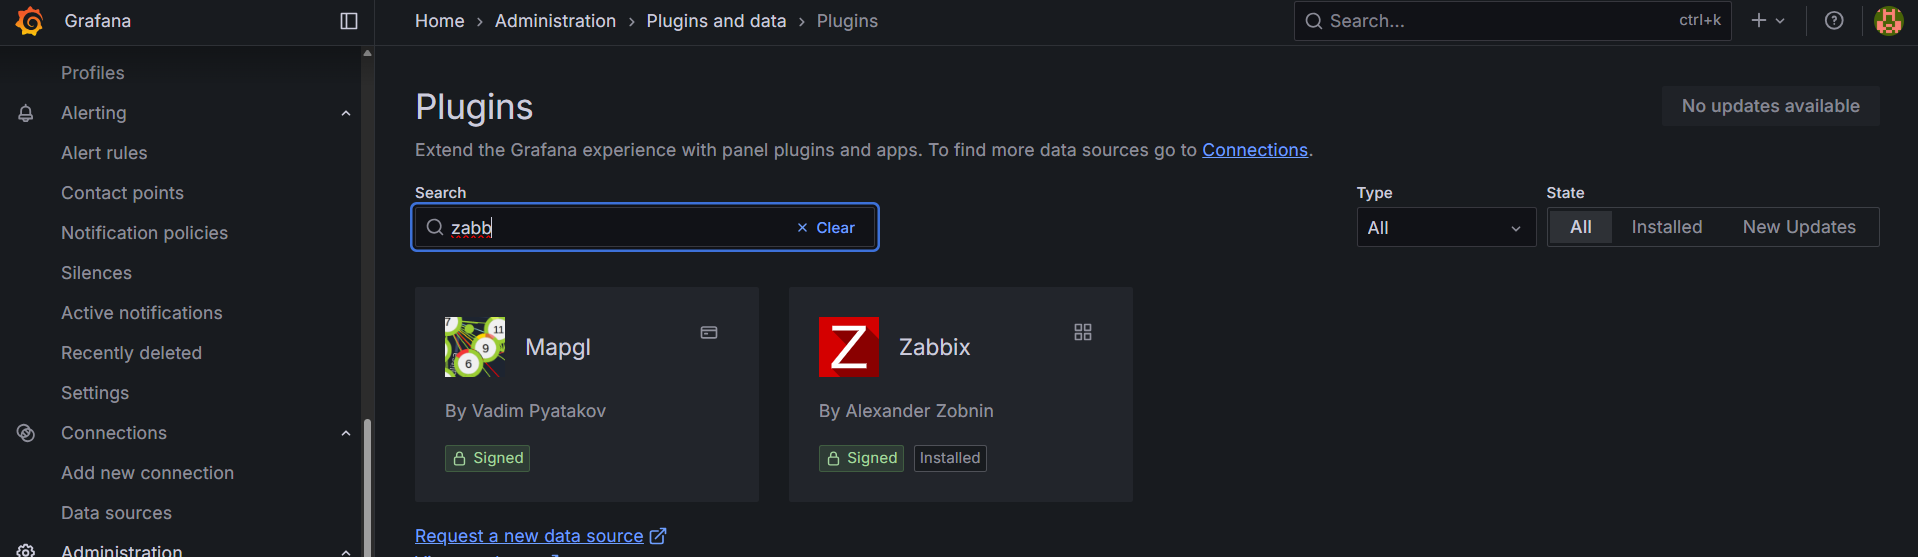 Grafana
Home › Administration › Plugins and data › Plugins
Search...
ctrl+k
Profiles
Alerting
Alert rules
Contact points
Notification policies
Silences
Active notifications
Recently deleted
Settings
Connections
Add new connection
Data sources
Administration
Plugins
No updates available
Extend the Grafana experience with panel plugins and apps. To find more data sources go to Connections.
Search
zabb
Clear
Type
All
State
All
Installed
New Updates
7
11
9
6
Mapgl
By Vadim Pyatakov
Signed
Z
Zabbix
By Alexander Zobnin
Signed
Installed
Request a new data source